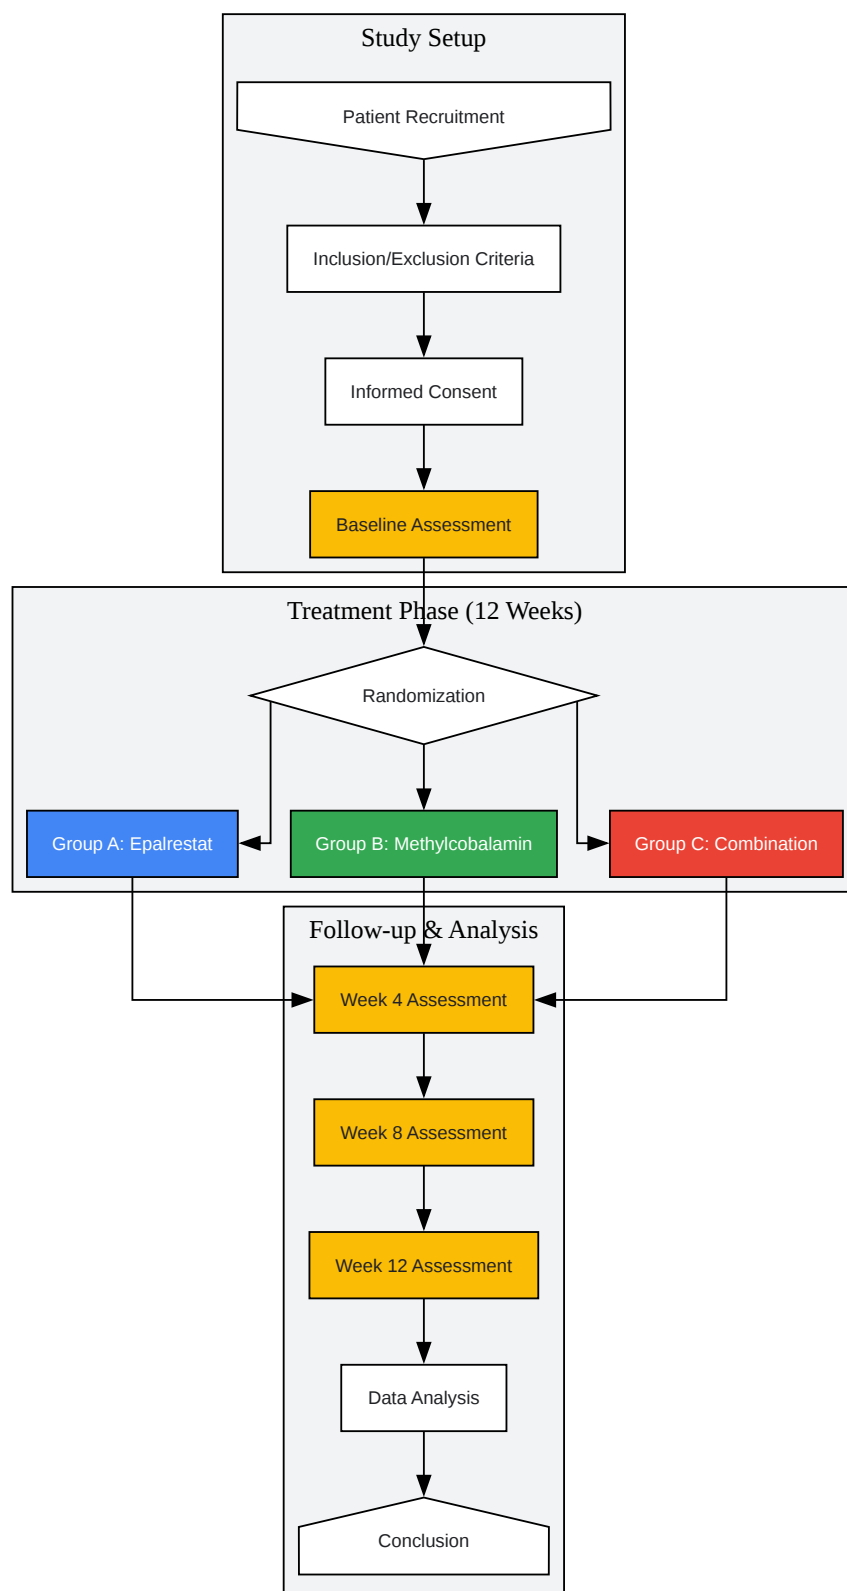 Study Setup
Patient Recruitment
Inclusion/Exclusion Criteria
Informed Consent
Baseline Assessment
Treatment Phase (12 Weeks)
Randomization
Group A: Epalrestat
Group B: Methylcobalamin
Group C: Combination
Follow-up & Analysis
Week 4 Assessment
Week 8 Assessment
Week 12 Assessment
Data Analysis
Conclusion